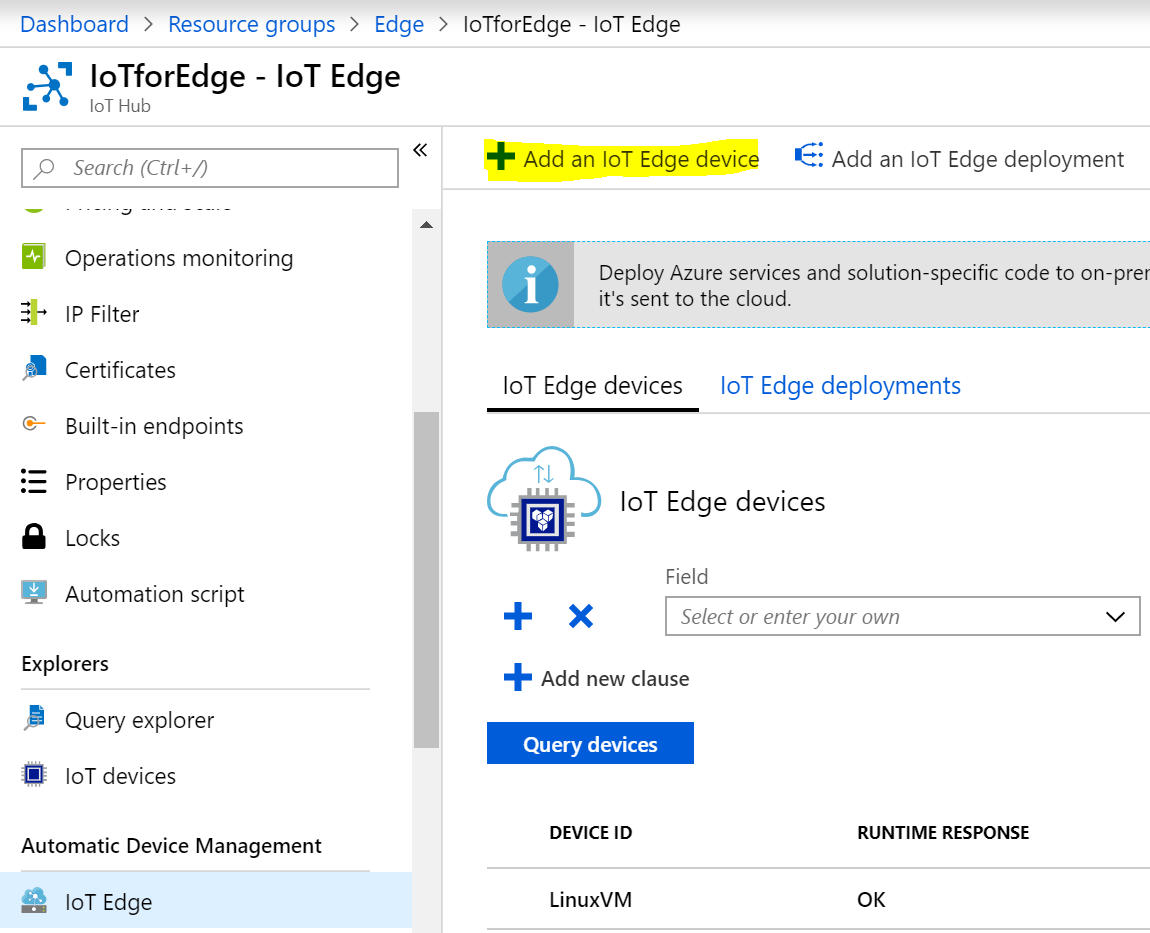 Dashboard > Resource groups > Edge > IoTforEdge - IoT Edge
IoTforEdge - IoT Edge
IoT Hub
Search (Ctrl+/)
Pricing and scale
Operations monitoring
IP Filter
Certificates
Built-in endpoints
Properties
Locks
Automation script
Explorers
Query explorer
IoT devices
Automatic Device Management
IoT Edge
Add an IoT Edge device
Add an IoT Edge deployment
Deploy Azure services and solution-specific code to on-prer
it's sent to the cloud.
IoT Edge devices
IoT Edge deployments
IoT Edge devices
Field
Select or enter your own
Add new clause
Query devices
DEVICE ID
RUNTIME RESPONSE
LinuxVM
OK